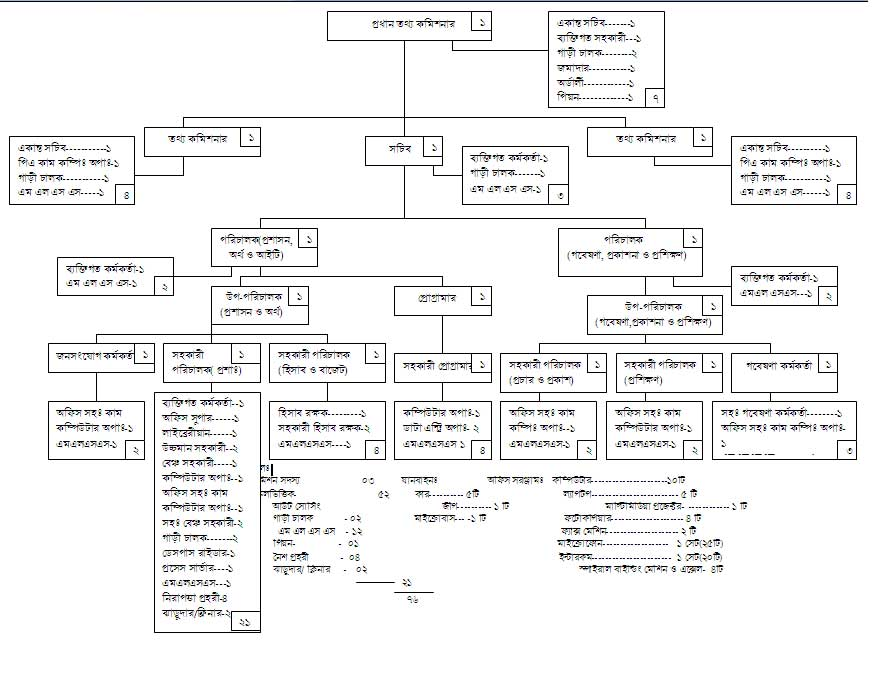 প্রধান তথ্য কমিশনার ১
একান্ত সচিব-------১
ব্যক্তিগত সহকারী---১
গাড়ী চালক--------২
জমাদার-----------১
অর্ডার্লী------------১
পিয়ন-------------১
৭
তথ্য কমিশনার ১
একান্ত সচিব----------১
পিএ কাম কম্পিঃ অপাঃ-১
গাড়ী চালক-----------১
এম এল এস এস-----১
৪
সচিব ১
ব্যক্তিগত কর্মকর্তা-১
গাড়ী চালক-------১
এম এল এস এস-১
৩
তথ্য কমিশনার ১
একান্ত সচিব----------১
পিএ কাম কম্পিঃ অপাঃ-১
গাড়ী চালক-----------১
এম এল এস এস-----১
৪
পরিচালক(প্রশাসন,
অর্থ ও আইটি)
১
ব্যক্তিগত কর্মকর্তা-১
এম এল এস এস-১
২
পরিচালক
(গবেষণা, প্রকাশনা ও প্রশিক্ষণ)
১
ব্যক্তিগত কর্মকর্তা-১
এমএল এসএস---১
২
উপ-পরিচালক
(প্রশাসন ও অর্থ)
১
প্রোগ্রামার ১
উপ-পরিচালক
(গবেষণা,প্রকাশনা ও প্রশিক্ষণ)
১
জনসংযোগ কর্মকর্তা ১
সহকারী
পরিচালক( প্রশাঃ)
১
সহকারী পরিচালক
(হিসাব ও বাজেট)
১
সহকারী প্রোগ্রামার ১
সহকারী পরিচালক
(প্রচার ও প্রকাশ)
১
সহকারী পরিচালক
(প্রশিক্ষণ)
১
গবেষণা কর্মকর্তা ১
অফিস সহঃ কাম
কম্পিউটার অপাঃ-১
এমএলএসএস-১
২
ব্যক্তিগত কর্মকর্তা--১
অফিস সুপার------১
লাইব্রেরীয়ান-----১
উচ্চমান সহকারী--২
বেঞ্চ সহকারী-----১
কম্পিউটার অপাঃ--১
অফিস সহঃ কাম
কম্পিউটার অপাঃ--১
সহঃ বেঞ্চ সহকারী-২
গাড়ী চালক-------২
ডেসপাস রাইডার-১
প্রসেস সার্ভার----১
এমএলএসএস---১
নিরাপত্তা প্রহরী-৪
ঝাড়ুদার/ক্লিনার-২
২১
হিসাব রক্ষক---------১
সহকারী হিসাব রক্ষক-২
এমএলএসএস------১
৪
কম্পিউটার অপাঃ-১
ডাটা এন্ট্রি অপাঃ- ২
এমএলএসএস ১
৪
অফিস সহঃ কাম
কম্পিউটার অপাঃ-১
এমএলএসএস-১
২
অফিস সহঃ কাম
কম্পিউটার অপাঃ-১
এমএলএসএস-১
২
সহঃ গবেষণা কর্মকর্তা-------১
অফিস সহঃ কাম কম্পিঃ অপাঃ-
১
৩
লঃ
মিশন সদস্য ০৩ যানবাহনঃ অফিস সরঞ্জামঃ কম্পিউটার---------------১০টি
লভিত্তিক- ৫২ কার---------- ৫টি ল্যাপটপ--------------------- ৫ টি
আউট সোর্সিং জীপ----------- ১ টি মাল্টিমিডিয়া প্রজেক্টর-------------- ১ টি
গাড়ী চালক - ০২ মাইক্রোবাস--- -১ টি ফটোকপিয়ার----------------- ৪ টি
এম এল এস এস - ১২ ফ্যাক্স মেশিন--------------- ২ টি
পিয়ন- - ০১ মাইক্রোফোন------------------ ১ সেট(২৫টি)
নৈশ প্রহরী - ০৪ ইন্টারকম-------------------- ১ সেট(২০টি)
ঝাড়ুদার/ ক্লিনার - ০২ স্পাইরাল বাইন্ডিং মেশিন ও এক্সেল- ৪টি
২১
৭৬